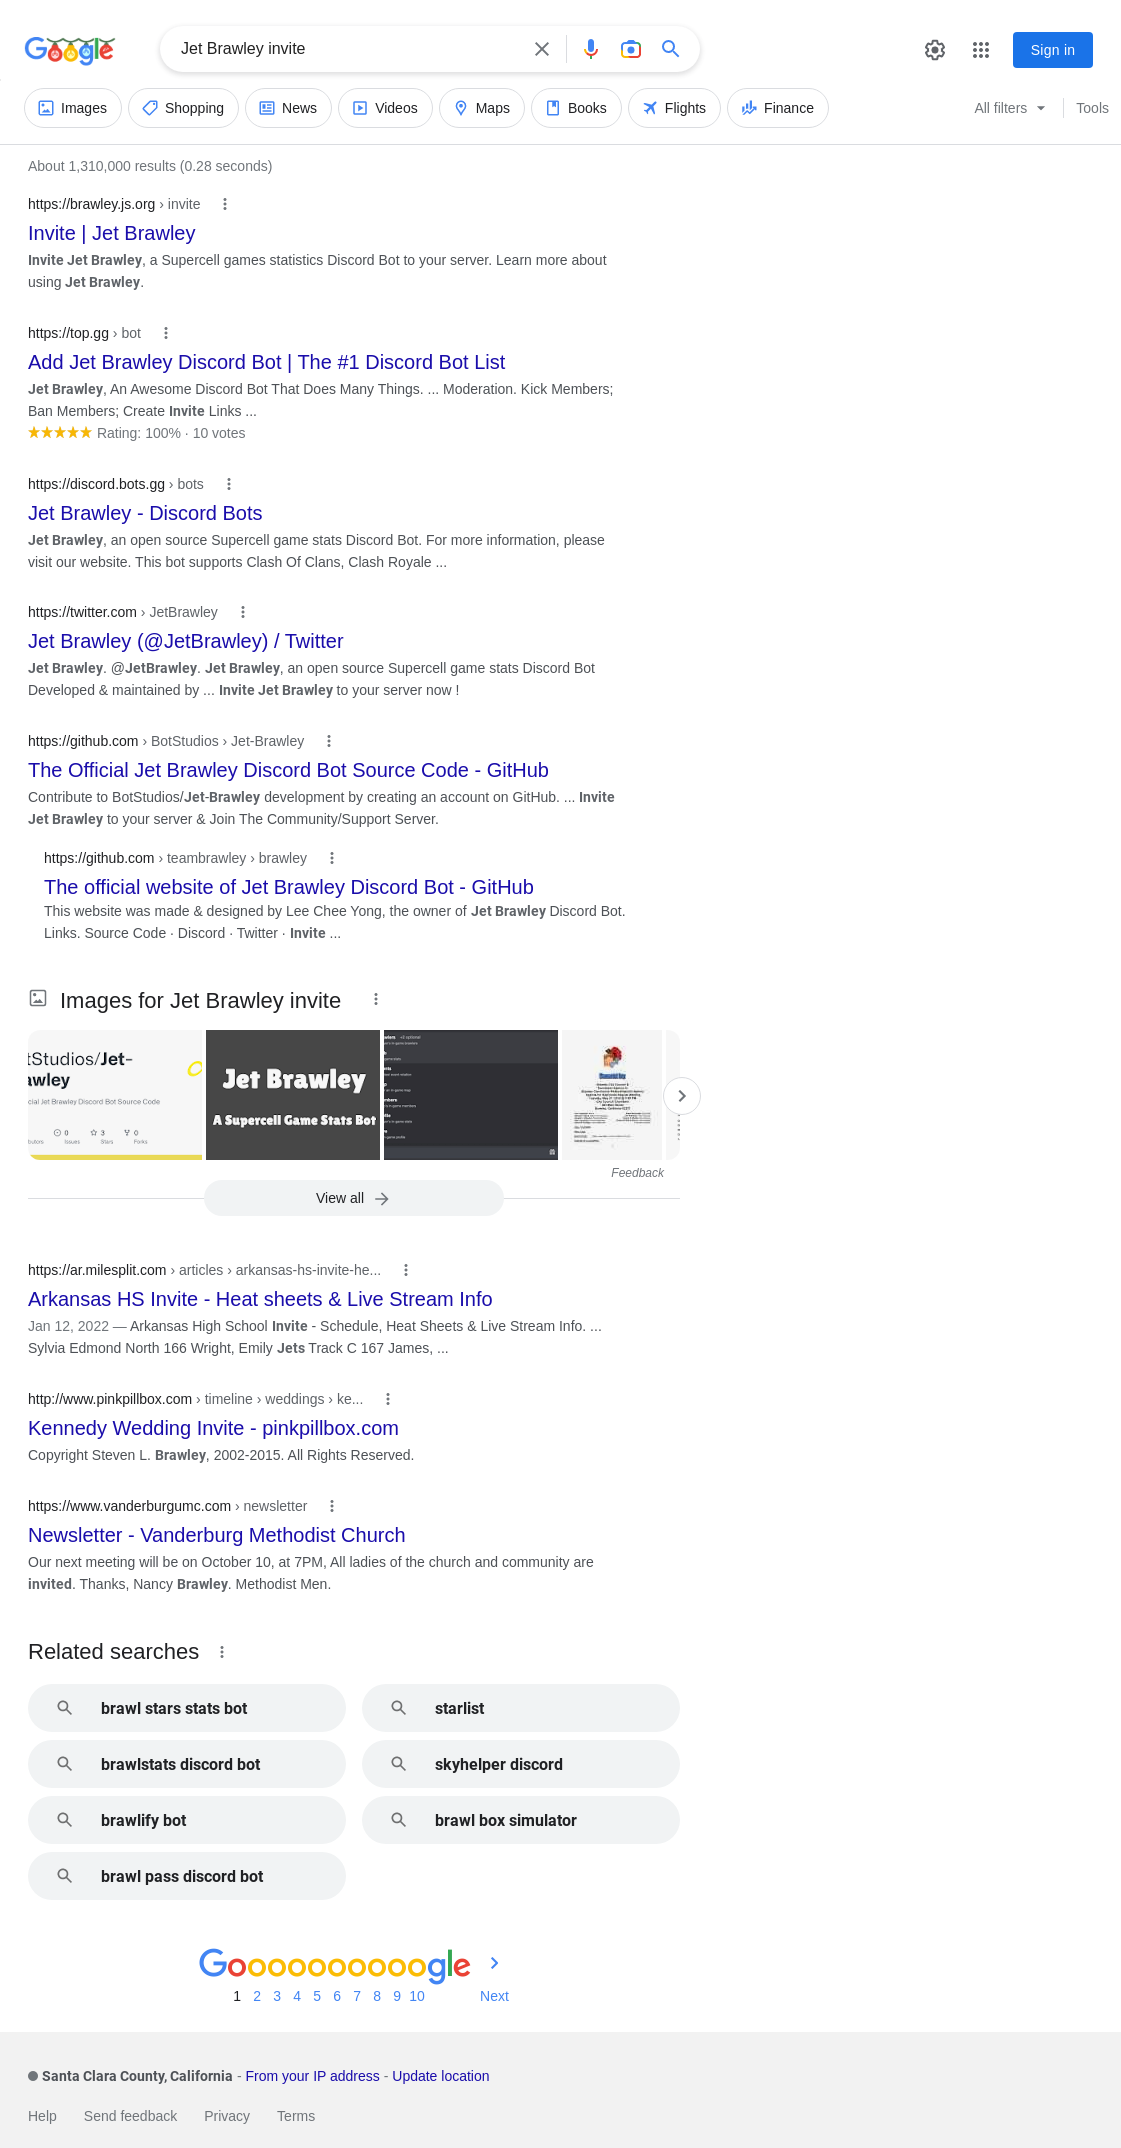 Google
Jet Brawley invite
Sign in
Images
Shopping
News
Videos
Maps
Books
Flights
Finance
All filters
Tools
About 1,310,000 results (0.28 seconds)
https://brawley.js.org › invite
Invite | Jet Brawley
Invite Jet Brawley, a Supercell games statistics Discord Bot to your server. Learn more about
using Jet Brawley.
https://top.gg › bot
Add Jet Brawley Discord Bot | The #1 Discord Bot List
Jet Brawley, An Awesome Discord Bot That Does Many Things. ... Moderation. Kick Members;
Ban Members; Create Invite Links ...
Rating: 100% · 10 votes
https://discord.bots.gg › bots
Jet Brawley - Discord Bots
Jet Brawley, an open source Supercell game stats Discord Bot. For more information, please
visit our website. This bot supports Clash Of Clans, Clash Royale ...
https://twitter.com › JetBrawley
Jet Brawley (@JetBrawley) / Twitter
Jet Brawley. @JetBrawley. Jet Brawley, an open source Supercell game stats Discord Bot
Developed & maintained by ... Invite Jet Brawley to your server now !
https://github.com › BotStudios › Jet-Brawley
The Official Jet Brawley Discord Bot Source Code - GitHub
Contribute to BotStudios/Jet-Brawley development by creating an account on GitHub. ... Invite
Jet Brawley to your server & Join The Community/Support Server.
https://github.com › teambrawley › brawley
The official website of Jet Brawley Discord Bot - GitHub
This website was made & designed by Lee Chee Yong, the owner of Jet Brawley Discord Bot.
Links. Source Code · Discord · Twitter · Invite ...
Images for Jet Brawley invite
tStudios/Jet-
awley
cial Jet Brawley Discord Bot Source Code
0
3
0
Issues
Stars
Forks
Jet Brawley
A Supercell Game Stats Bot
Feedback
View all
https://ar.milesplit.com › articles › arkansas-hs-invite-he...
Arkansas HS Invite - Heat sheets & Live Stream Info
Jan 12, 2022 — Arkansas High School Invite - Schedule, Heat Sheets & Live Stream Info. ...
Sylvia Edmond North 166 Wright, Emily Jets Track C 167 James, ...
http://www.pinkpillbox.com › timeline › weddings › ke...
Kennedy Wedding Invite - pinkpillbox.com
Copyright Steven L. Brawley, 2002-2015. All Rights Reserved.
https://www.vanderburgumc.com › newsletter
Newsletter - Vanderburg Methodist Church
Our next meeting will be on October 10, at 7PM, All ladies of the church and community are
invited. Thanks, Nancy Brawley. Methodist Men.
Related searches
brawl stars stats bot
starlist
brawlstats discord bot
skyhelper discord
brawlify bot
brawl box simulator
brawl pass discord bot
Goooooooooogle
1 2 3 4 5 6 7 8 9 10 Next
Santa Clara County, California - From your IP address - Update location
Help Send feedback Privacy Terms